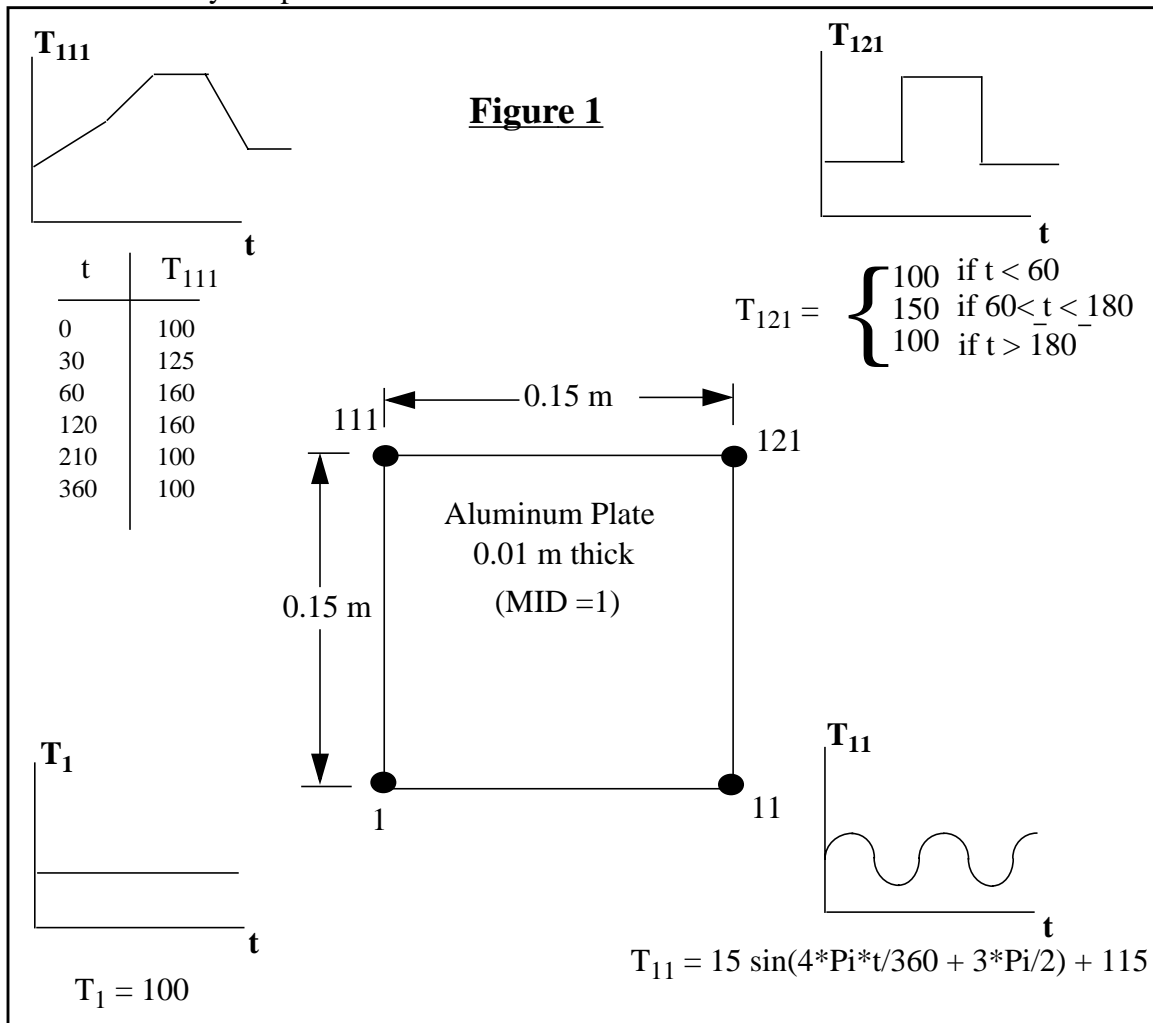 T111
T121
Figure 1
t
t
t T111
0 100
30 125
60 160
120 160
210 100
360 100
T121 = { 100 if t < 60
150 if 60≤ t ≤ 180
100 if t > 180
0.15 m
111
121
Aluminum Plate
0.01 m thick
(MID =1)
0.15 m
1
11
T1
T11
t
t
T1 = 100
T11 = 15 sin(4*Pi*t/360 + 3*Pi/2) + 115